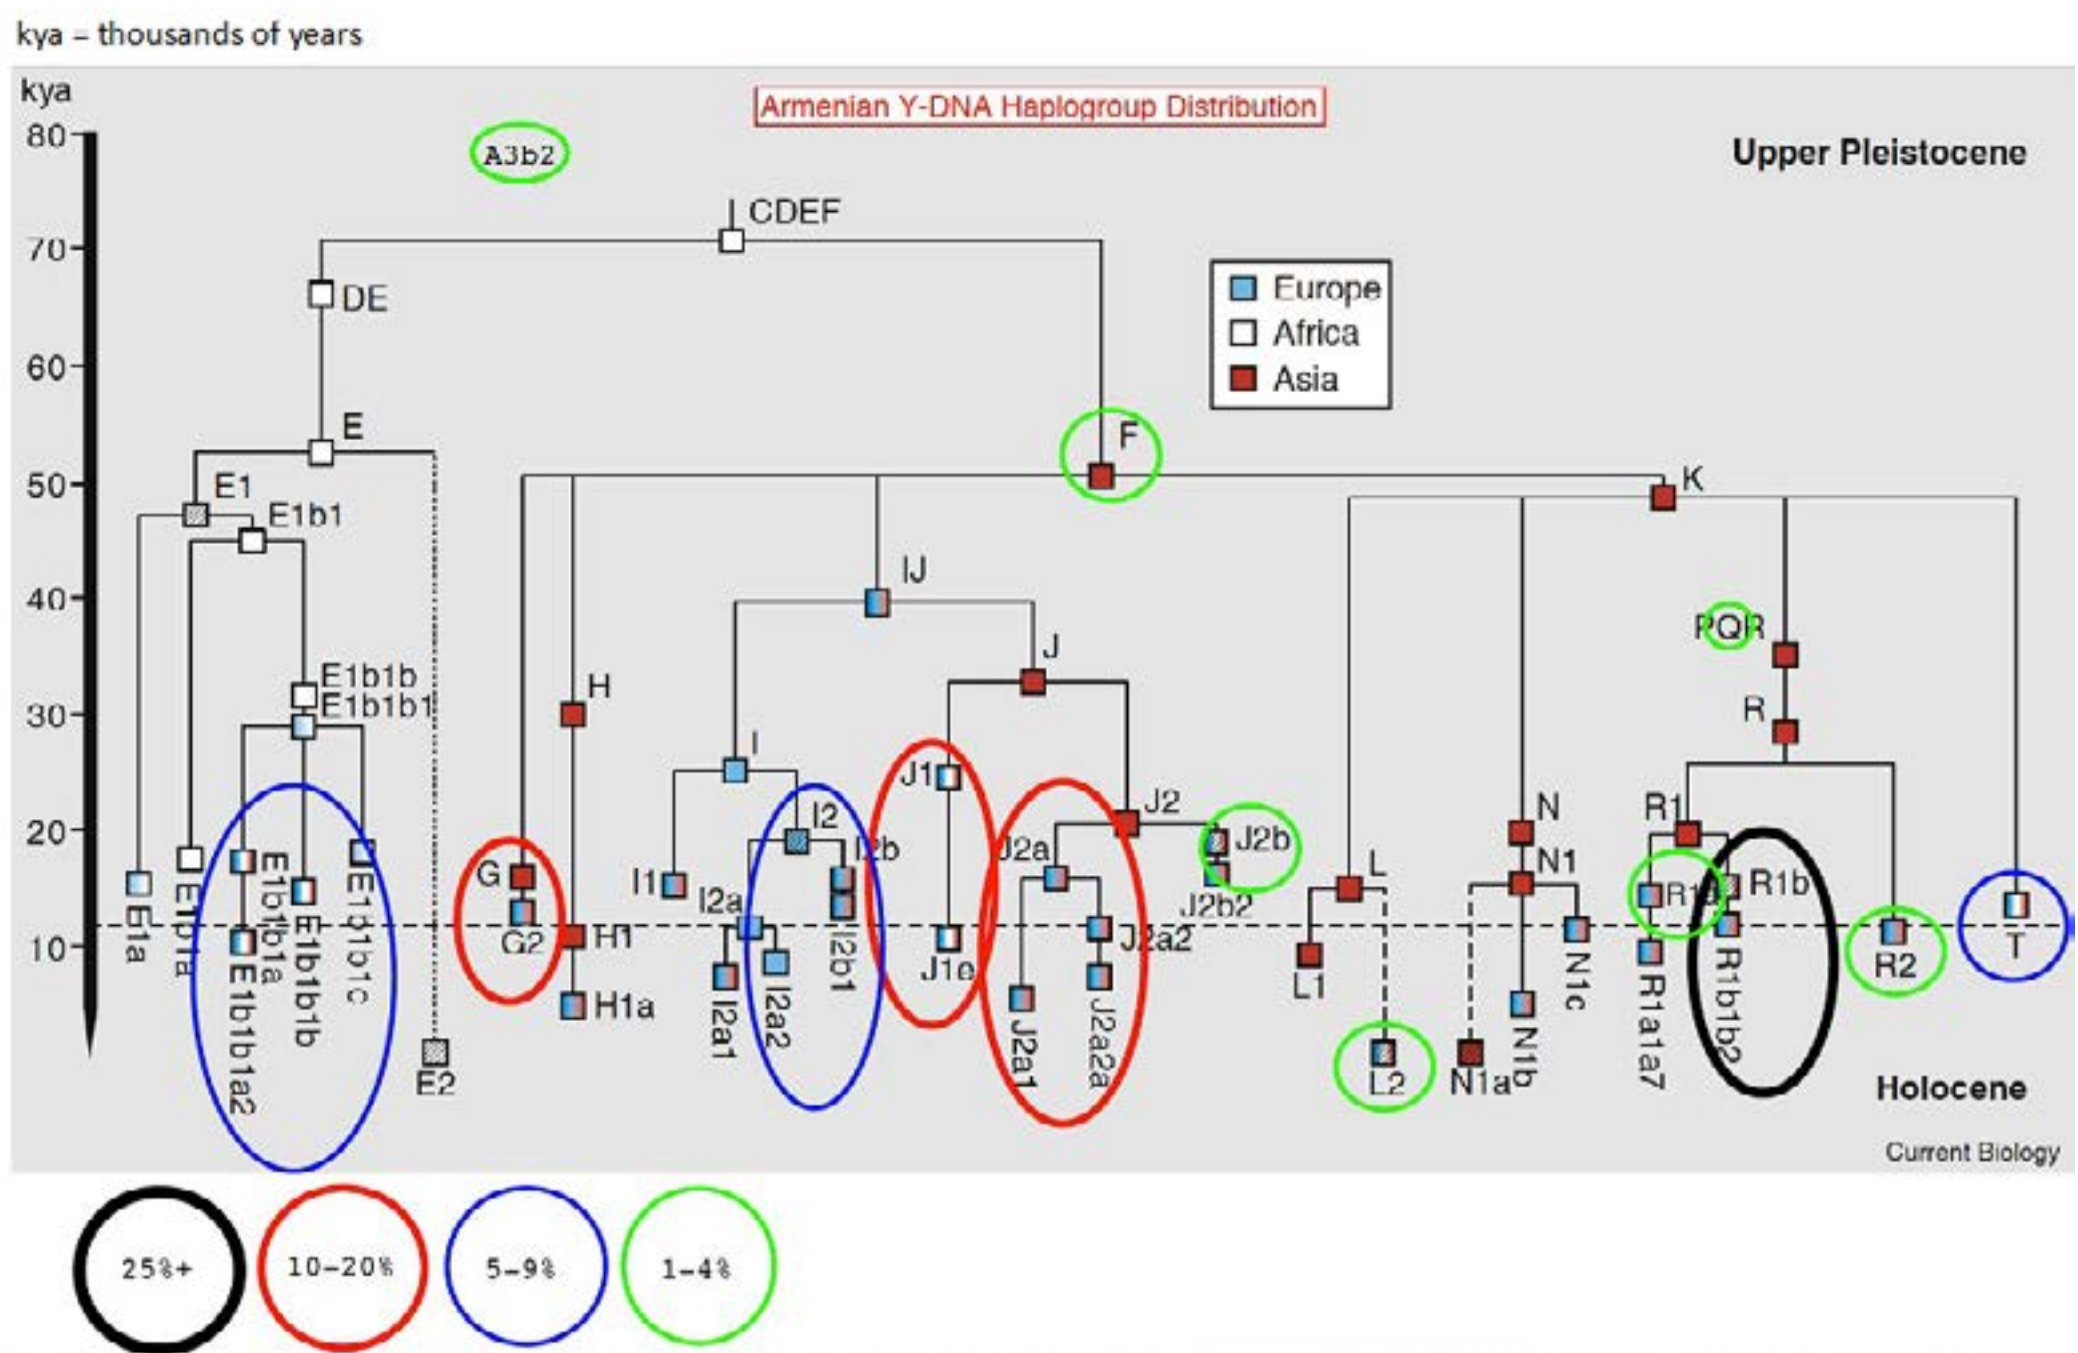 kya – thousands of years
kya
Armenian Y-DNA Haplogroup Distribution
80
A3b2
Upper Pleistocene
CDEF
70
DE
Europe
Africa
Asia
60
E
F
50
E1
K
E1b1
IJ
40
PQR
J
E1b1b
E1b1b1
H
30
R
I
J1
J2
N
R1
20
I2
J2b
I2b
J2a
G
I1
L
N1
R1a
R1b
I2a
J2b2
E1a
E1b1a
E1b1b1a
E1b1b1b
E1b1b1c
10
G2
H1
I2b1
J1e
J2a2
L1
N1c
R1b1b2
R2
T
E1b1b1a2
H1a
I2a1
I2a2
J2a1
J2a2a
N1b
R1a1a7
E2
L2
N1a
Holocene
Current Biology
25%+
10-20%
5-9%
1-4%